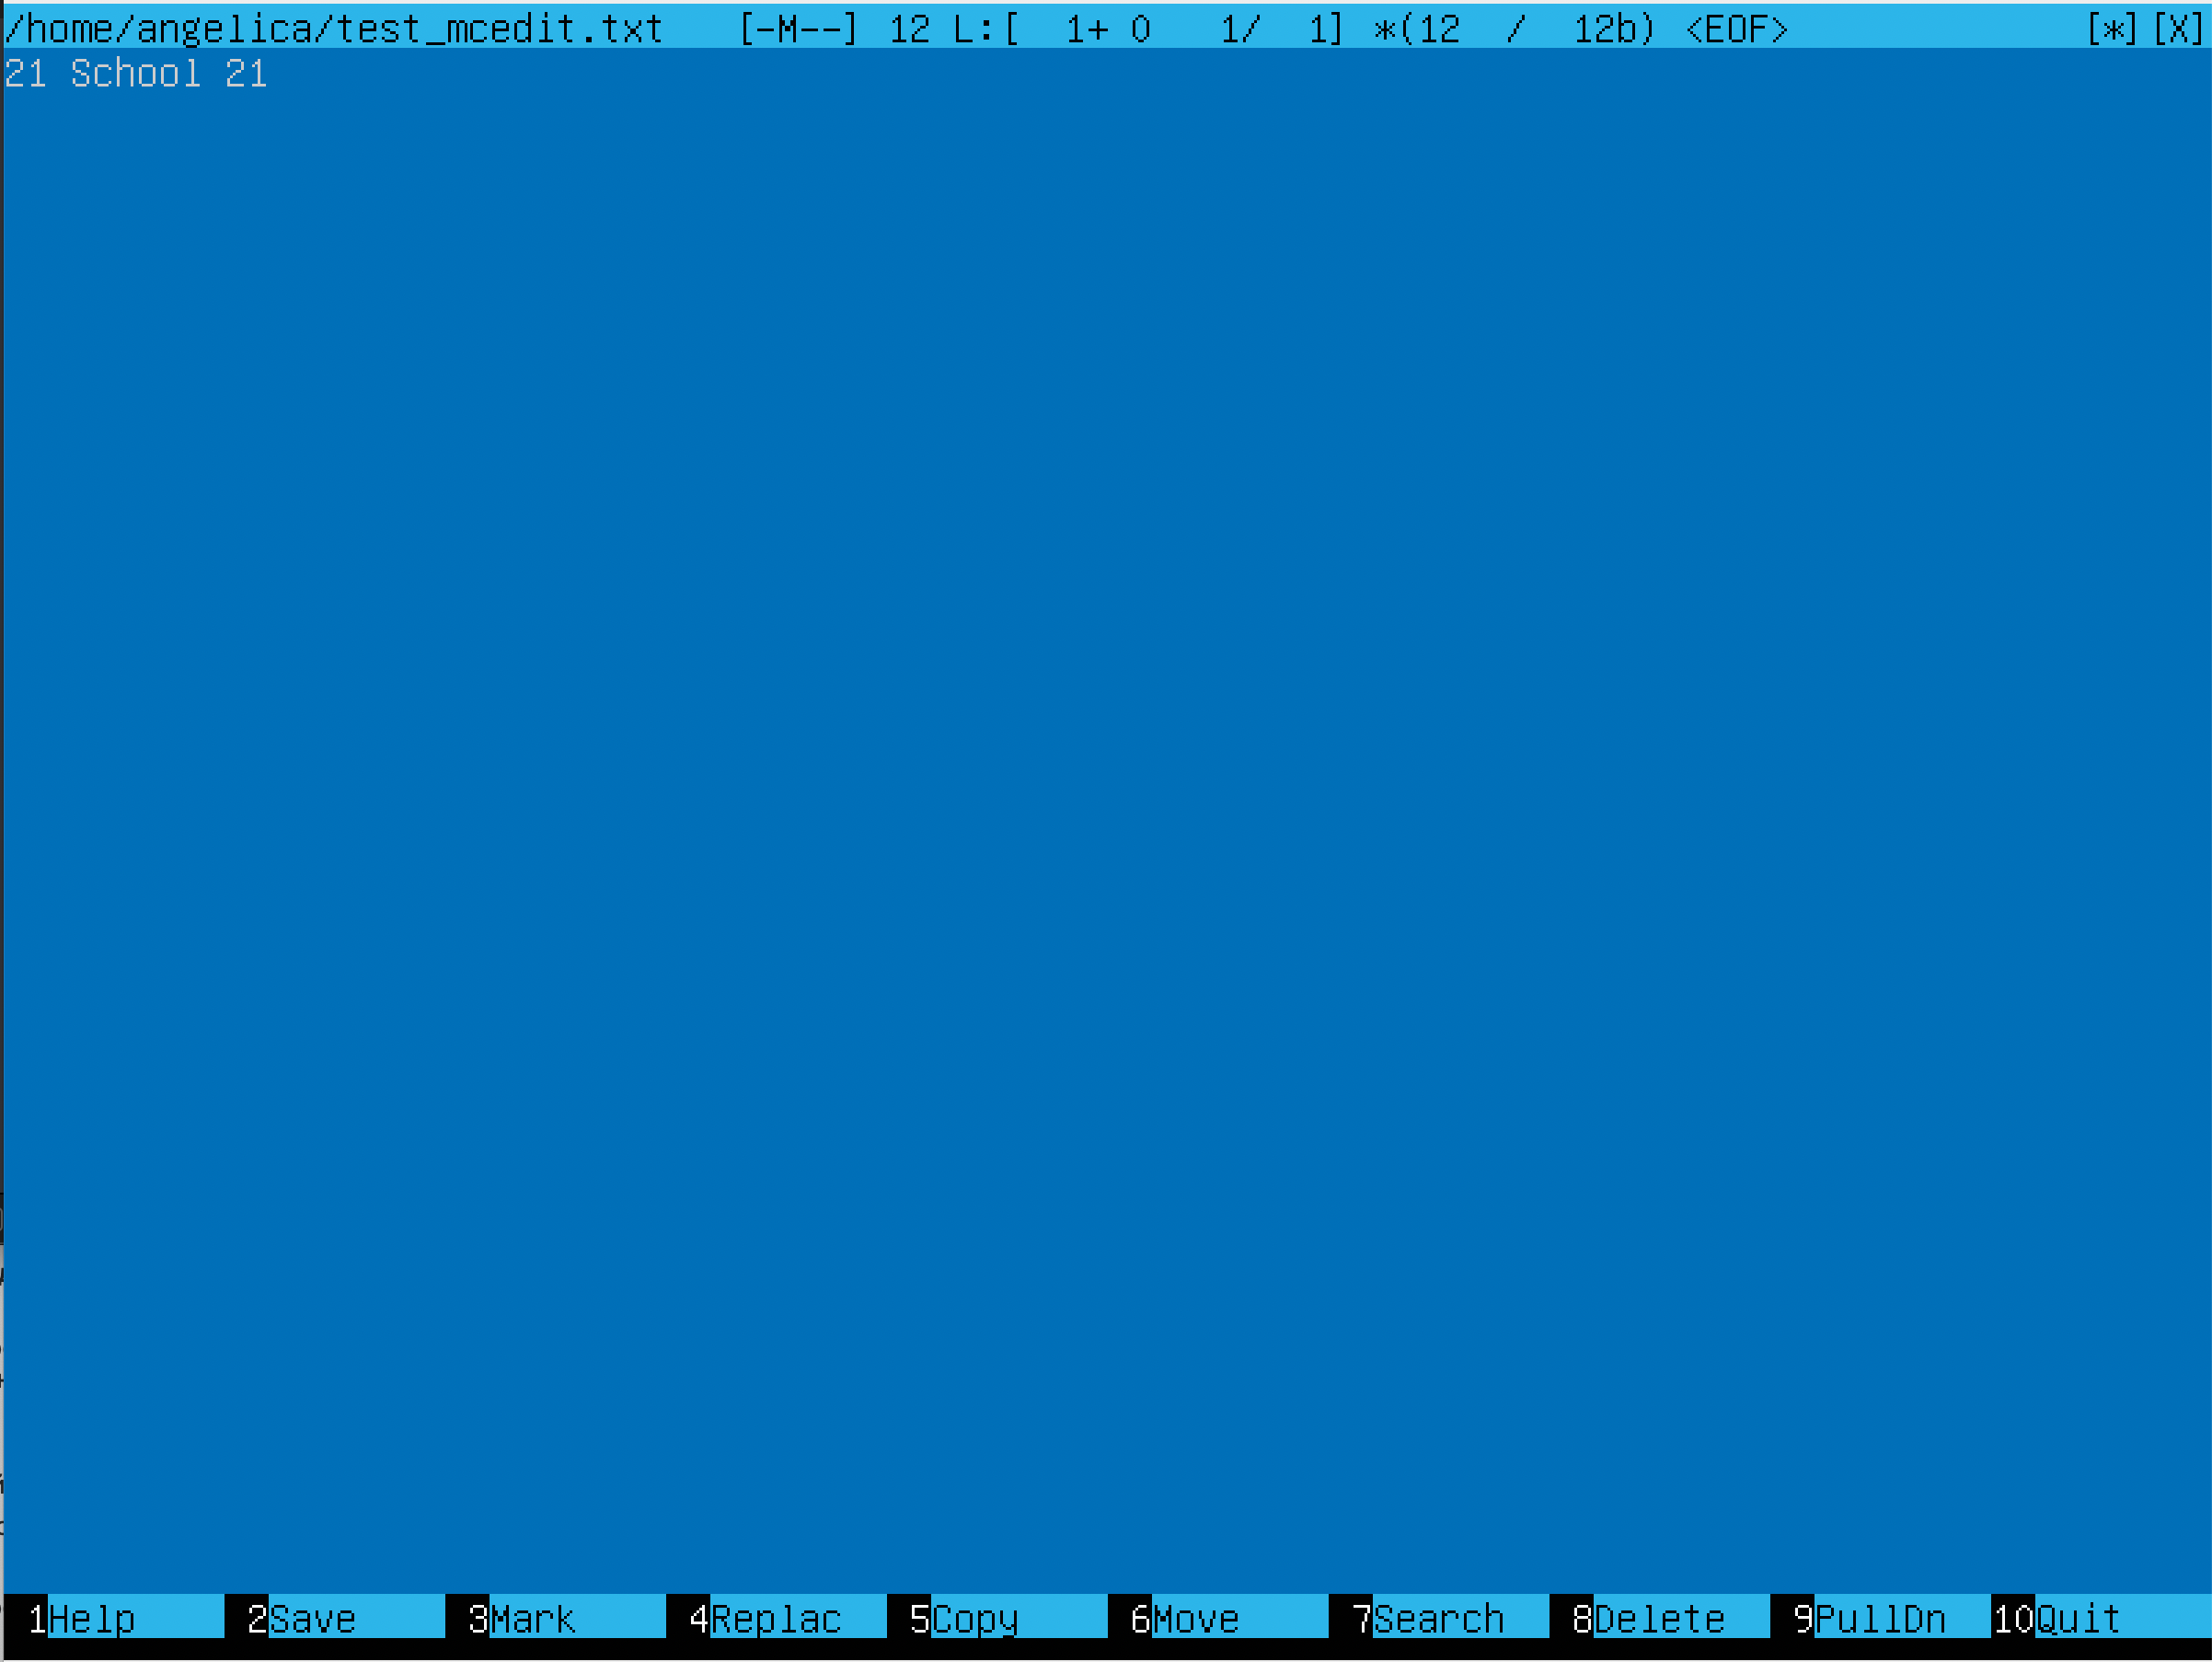 /home/angelica/test_mcedit.txt [-M--] 12 L:[ 1+ 0 1/ 1] *(12 / 12b) <EOF> [*][X]
21 School 21
1Help 2Save 3Mark 4Replac 5Copy 6Move 7Search 8Delete 9PullDn 10Quit